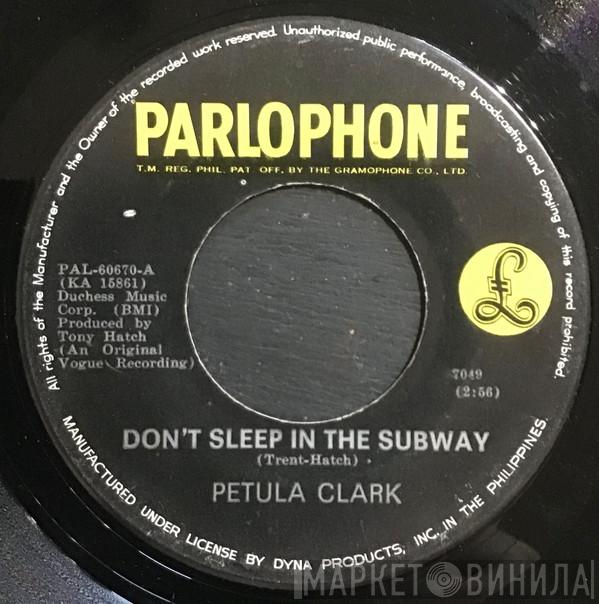 All rights of the Manufacturer and the Owner of the recorded work reserved. Unauthorized public performance, broadcasting and copying of this record prohibited.
PARLOPHONE
T.M. REG. PHIL. PAT. OFF. BY THE GRAMOPHONE CO., LTD.
PAL-60670-A
(KA 15861)
Duchess Music
Corp. (BMI)
Produced by
Tony Hatch
(An Original
Vogue Recording)
£
7049
(2:56)
DON'T SLEEP IN THE SUBWAY
(Trent-Hatch)
PETULA CLARK
MANUFACTURED UNDER LICENSE BY DYNA PRODUCTS, INC. IN THE PHILIPPINES.
МАРКЕТ ВИНИЛА